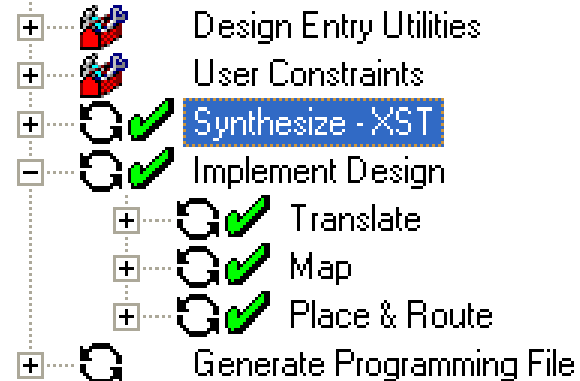 Design Entry Utilities
User Constraints
Synthesize - XST
Implement Design
Translate
Map
Place & Route
Generate Programming File